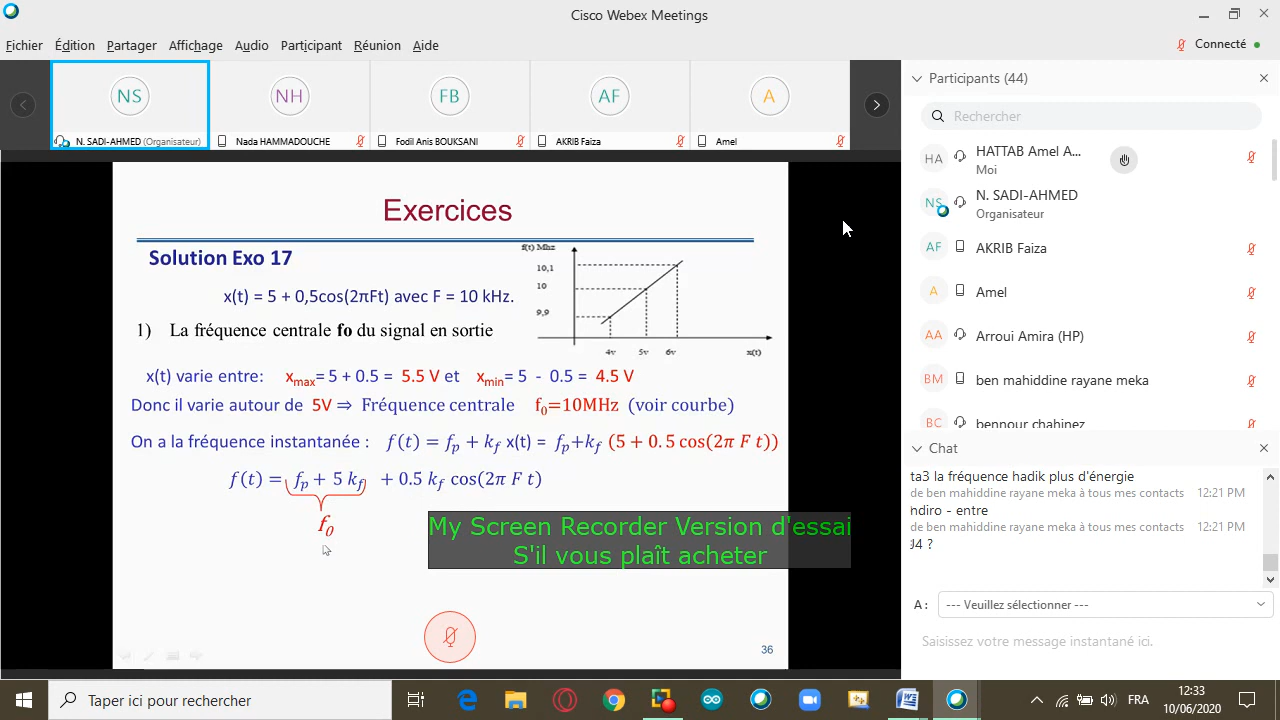 Cisco Webex Meetings
Fichier Édition Partager Affichage Audio Participant Réunion Aide
Connecté
NS
N. SADI-AHMED (Organisateur)
NH
Nada HAMMADOUCHE
FB
Fodil Anis BOUKSANI
AF
AKRIB Faiza
A
Amel
Exercices
Solution Exo 17
x(t) = 5 + 0,5cos(2πFt) avec F = 10 kHz.
1) La fréquence centrale fo du signal en sortie
f(t) Mhz
10,1
10
9,9
4v 5v 6v x(t)
x(t) varie entre: xmax= 5 + 0.5 = 5.5 V et xmin= 5 - 0.5 = 4.5 V
Donc il varie autour de 5V ⇒ Fréquence centrale f0=10MHz (voir courbe)
On a la fréquence instantanée : f(t) = fp + kf x(t) = fp+kf (5 + 0.5 cos(2π F t))
f(t) = fp + 5 kf + 0.5 kf cos(2π F t)
f0
My Screen Recorder Version d'essai
S'il vous plaît acheter
36
Participants (44)
Rechercher
HA
HATTAB Amel A...
Moi
NS
N. SADI-AHMED
Organisateur
AF
AKRIB Faiza
A
Amel
AA
Arroui Amira (HP)
BM
ben mahiddine rayane meka
BC
bennour chahinez
Chat
ta3 la fréquence hadik plus d'énergie
de ben mahiddine rayane meka à tous mes contacts 12:21 PM
ndiro - entre
de ben mahiddine rayane meka à tous mes contacts 12:21 PM
J4 ?
A : --- Veuillez sélectionner ---
Saisissez votre message instantané ici.
Taper ici pour rechercher
FRA
12:33
10/06/2020